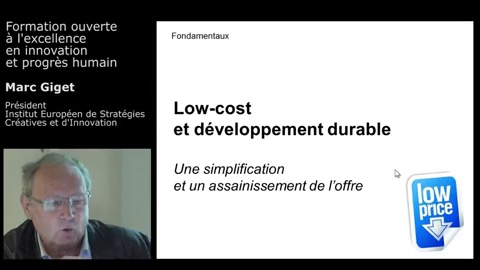 Formation ouverte
à l'excellence
en innovation
et progrès humain
Marc Giget
Président
Institut Européen de Stratégies
Créatives et d'Innovation
Fondamentaux
Low-cost
et développement durable
Une simplification
et un assainissement de l'offre
low
price